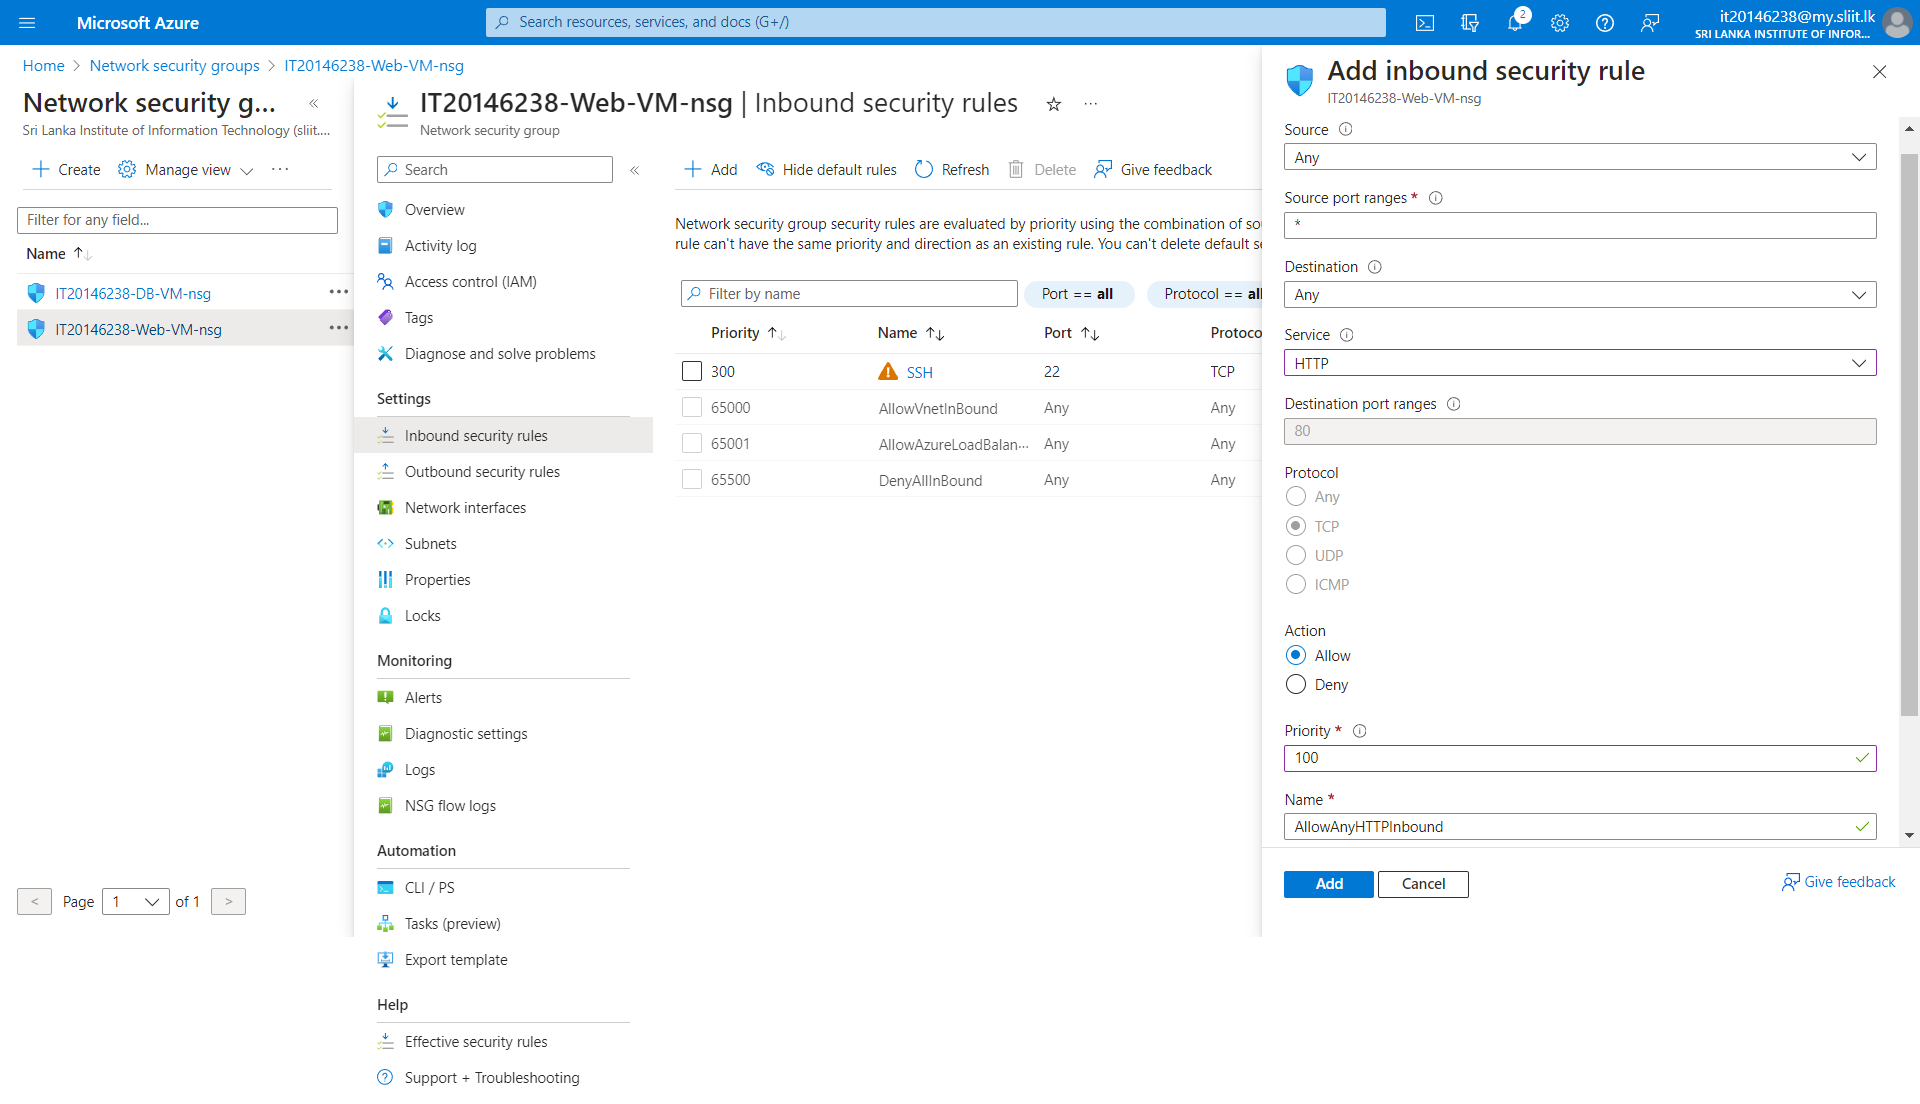 Microsoft Azure
Search resources, services, and docs (G+/)
2
it20146238@my.sliit.lk
SRI LANKA INSTITUTE OF INFOR...
Home > Network security groups > IT20146238-Web-VM-nsg
Network security g... «
Sri Lanka Institute of Information Technology (sliit....
Create
Manage view
...
Filter for any field...
Name
IT20146238-DB-VM-nsg
IT20146238-Web-VM-nsg
< Page 1 of 1 >
IT20146238-Web-VM-nsg | Inbound security rules
...
Network security group
Search
«
Overview
Activity log
Access control (IAM)
Tags
Diagnose and solve problems
Settings
Inbound security rules
Outbound security rules
Network interfaces
Subnets
Properties
Locks
Monitoring
Alerts
Diagnostic settings
Logs
NSG flow logs
Automation
CLI / PS
Tasks (preview)
Export template
Help
Effective security rules
Support + Troubleshooting
Add
Hide default rules
Refresh
Delete
Give feedback
Network security group security rules are evaluated by priority using the combination of so
rule can't have the same priority and direction as an existing rule. You can't delete default se
Filter by name
Port == all
Protocol == all
Priority Name Port Protoco
300 SSH 22 TCP
65000 AllowVnetInBound Any Any
65001 AllowAzureLoadBalan... Any Any
65500 DenyAllInBound Any Any
Add inbound security rule
IT20146238-Web-VM-nsg
Source
Any
Source port ranges *
*
Destination
Any
Service
HTTP
Destination port ranges
80
Protocol
Any
TCP
UDP
ICMP
Action
Allow
Deny
Priority *
100
Name *
AllowAnyHTTPInbound
Add
Cancel
Give feedback